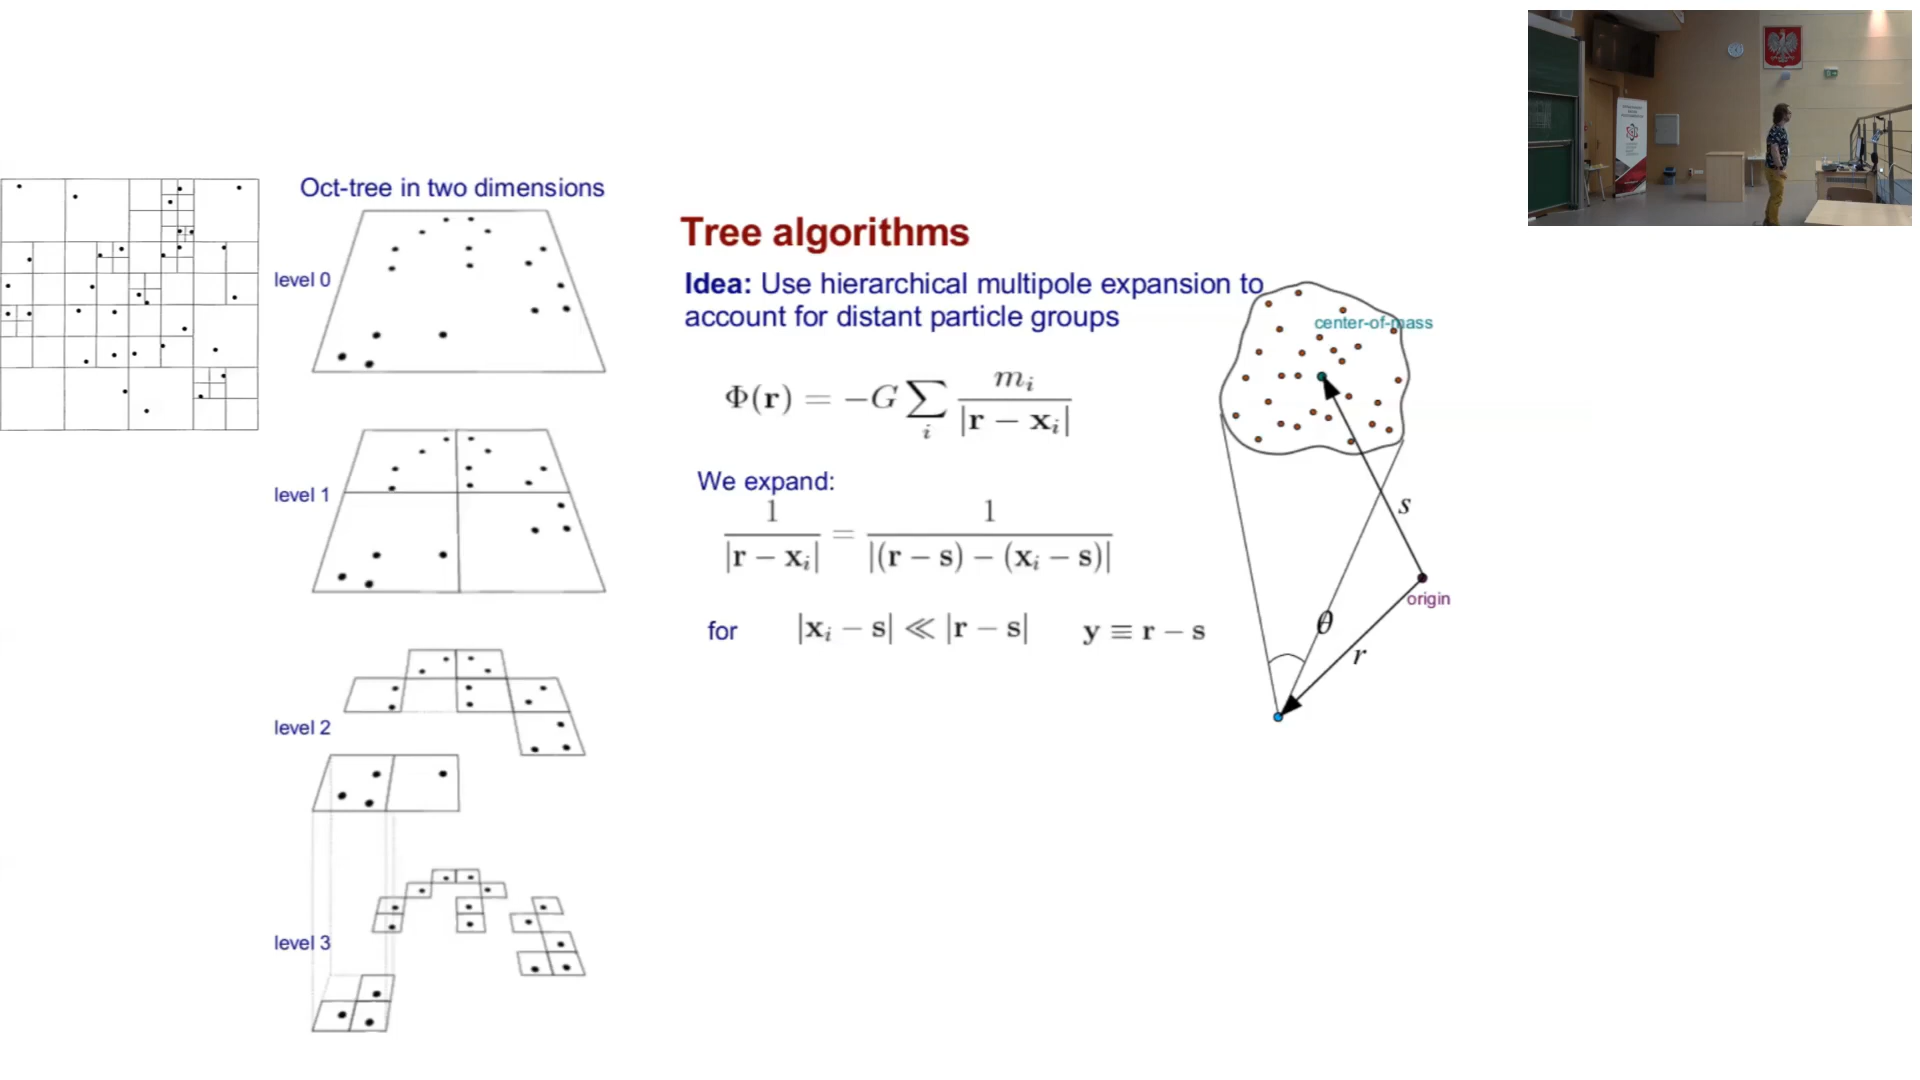 Oct-tree in two dimensions
level 0
level 1
level 2
level 3
Tree algorithms
Idea: Use hierarchical multipole expansion to
account for distant particle groups
Φ(r) = −G ∑_i m_i / |r − x_i|
We expand:
1 / |r − x_i| = 1 / |(r − s) − (x_i − s)|
for |x_i − s| ≪ |r − s| y ≡ r − s
center-of-mass
s
origin
θ
r